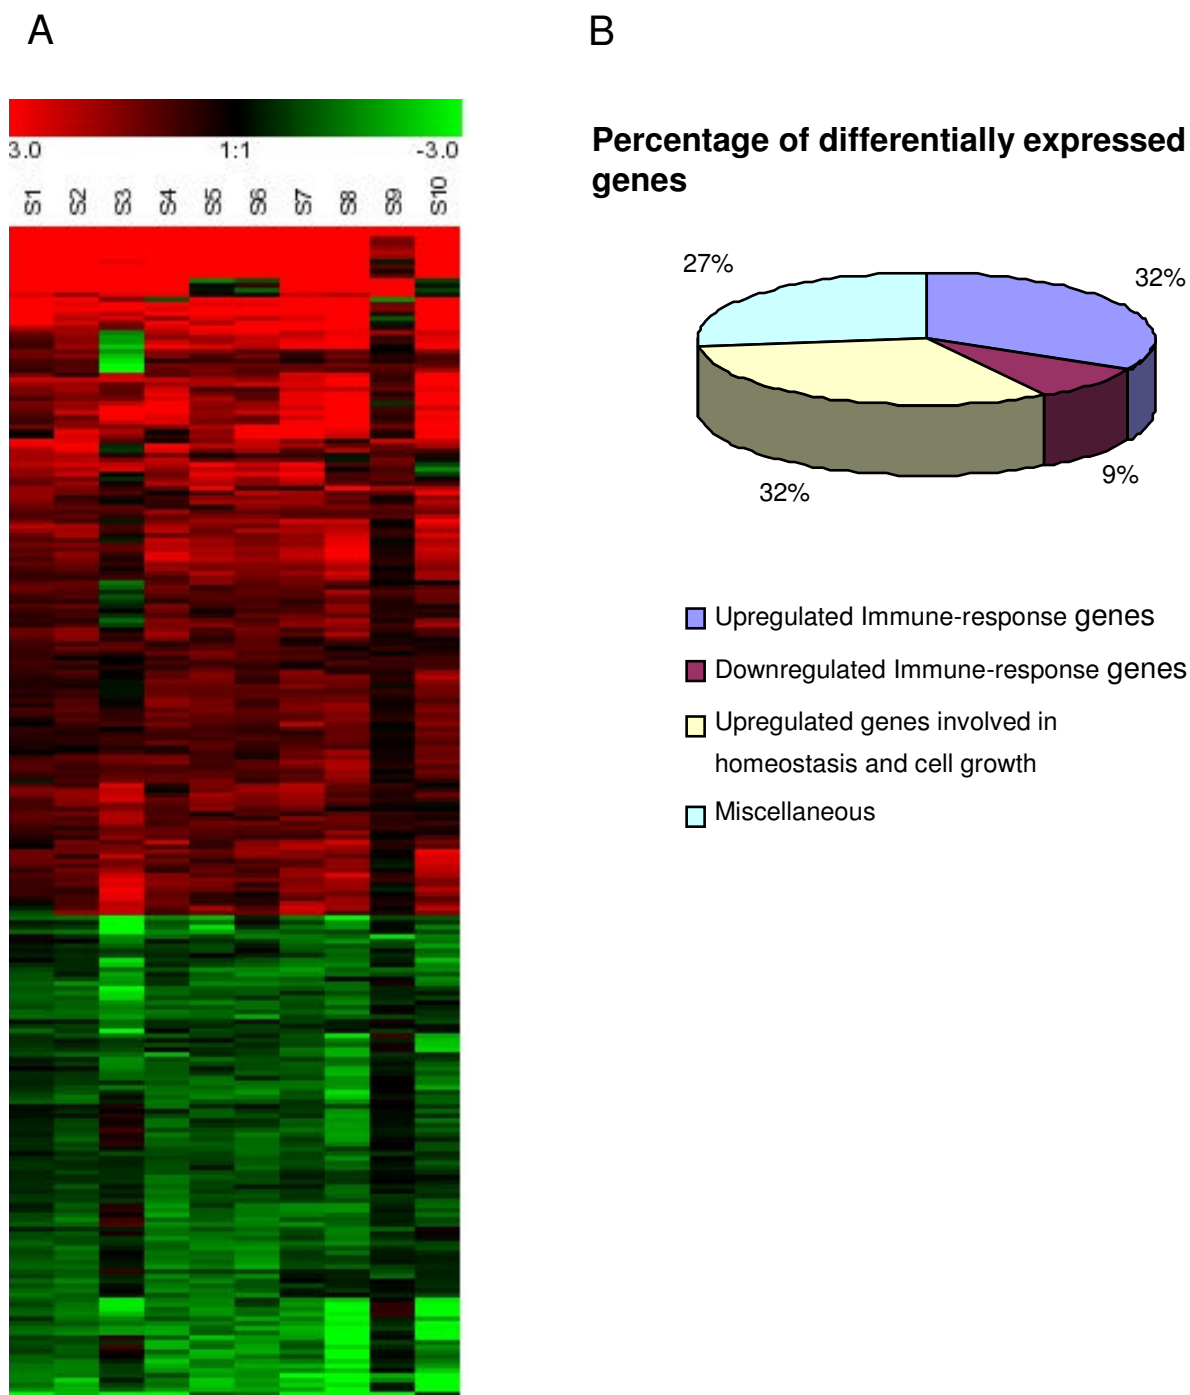 A
B
3.0 1:1 -3.0
S1 S2 S3 S4 S5 S6 S7 S8 S9 S10
Percentage of differentially expressed
genes
27%
32%
32%
9%
Upregulated Immune-response genes
Downregulated Immune-response genes
Upregulated genes involved in
homeostasis and cell growth
Miscellaneous